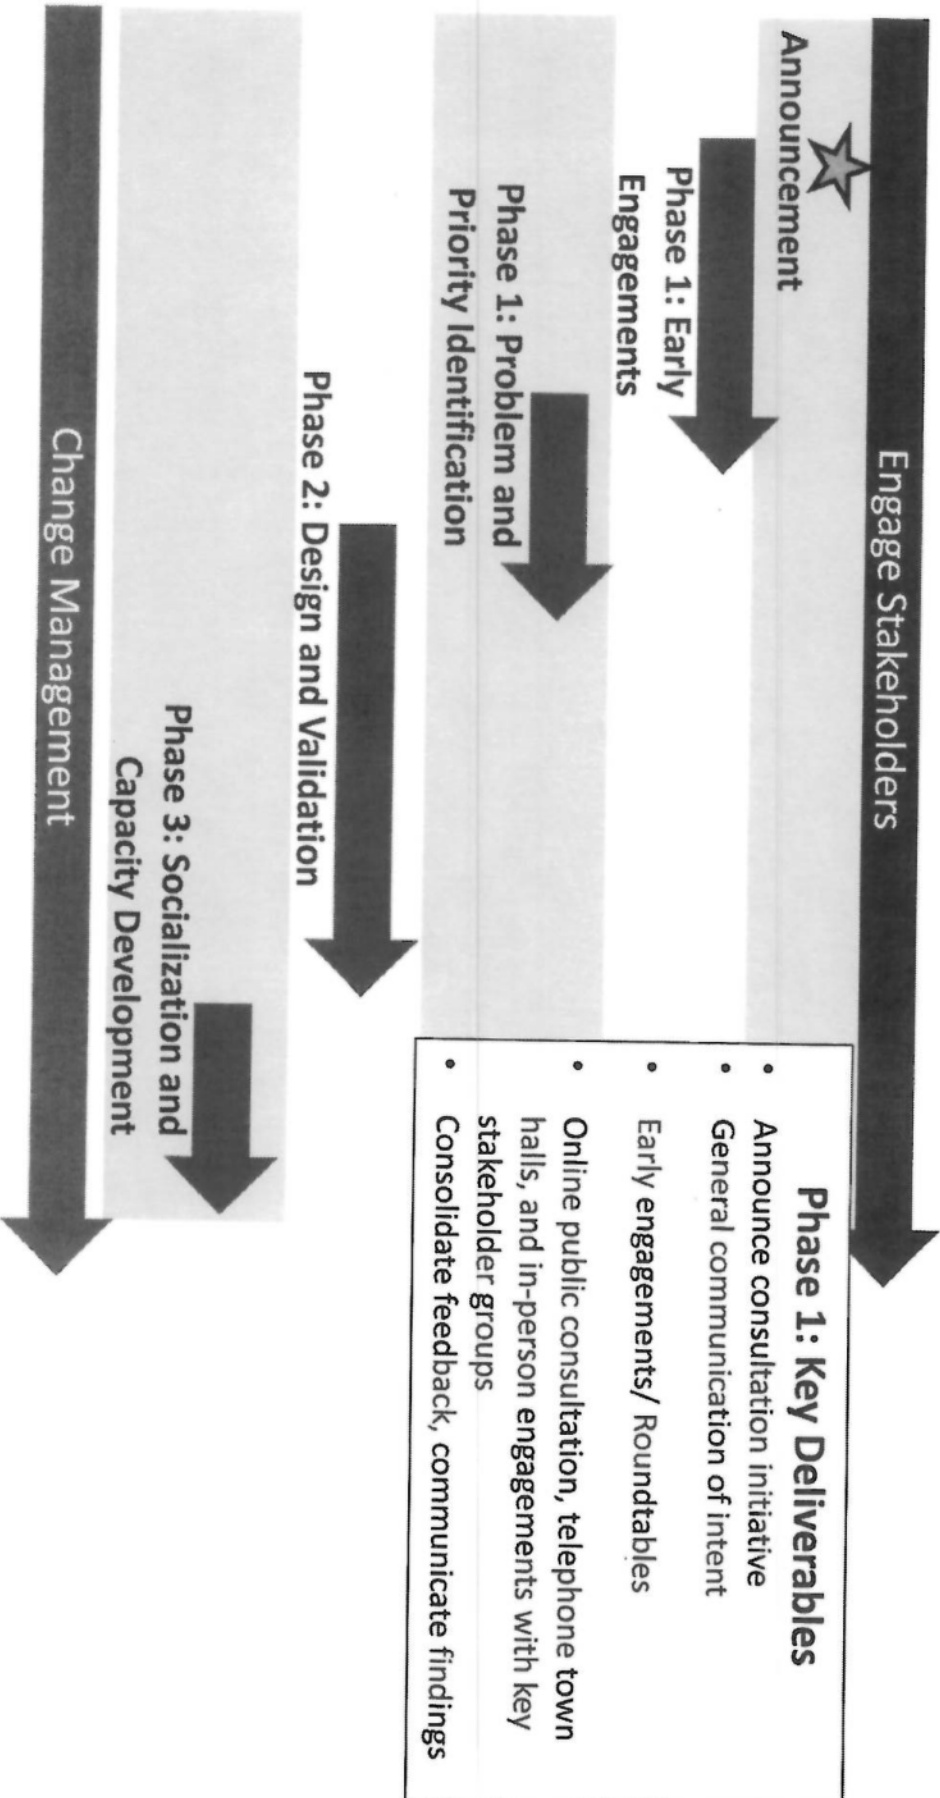 Engage Stakeholders
Announcement
Phase 1: Early
Engagements
Phase 1: Problem and
Priority Identification
Phase 2: Design and Validation
Phase 3: Socialization and
Capacity Development
Change Management
Phase 1: Key Deliverables
• Announce consultation initiative
• General communication of intent
• Early engagements/ Roundtables
• Online public consultation, telephone town
halls, and in-person engagements with key
stakeholder groups
• Consolidate feedback, communicate findings